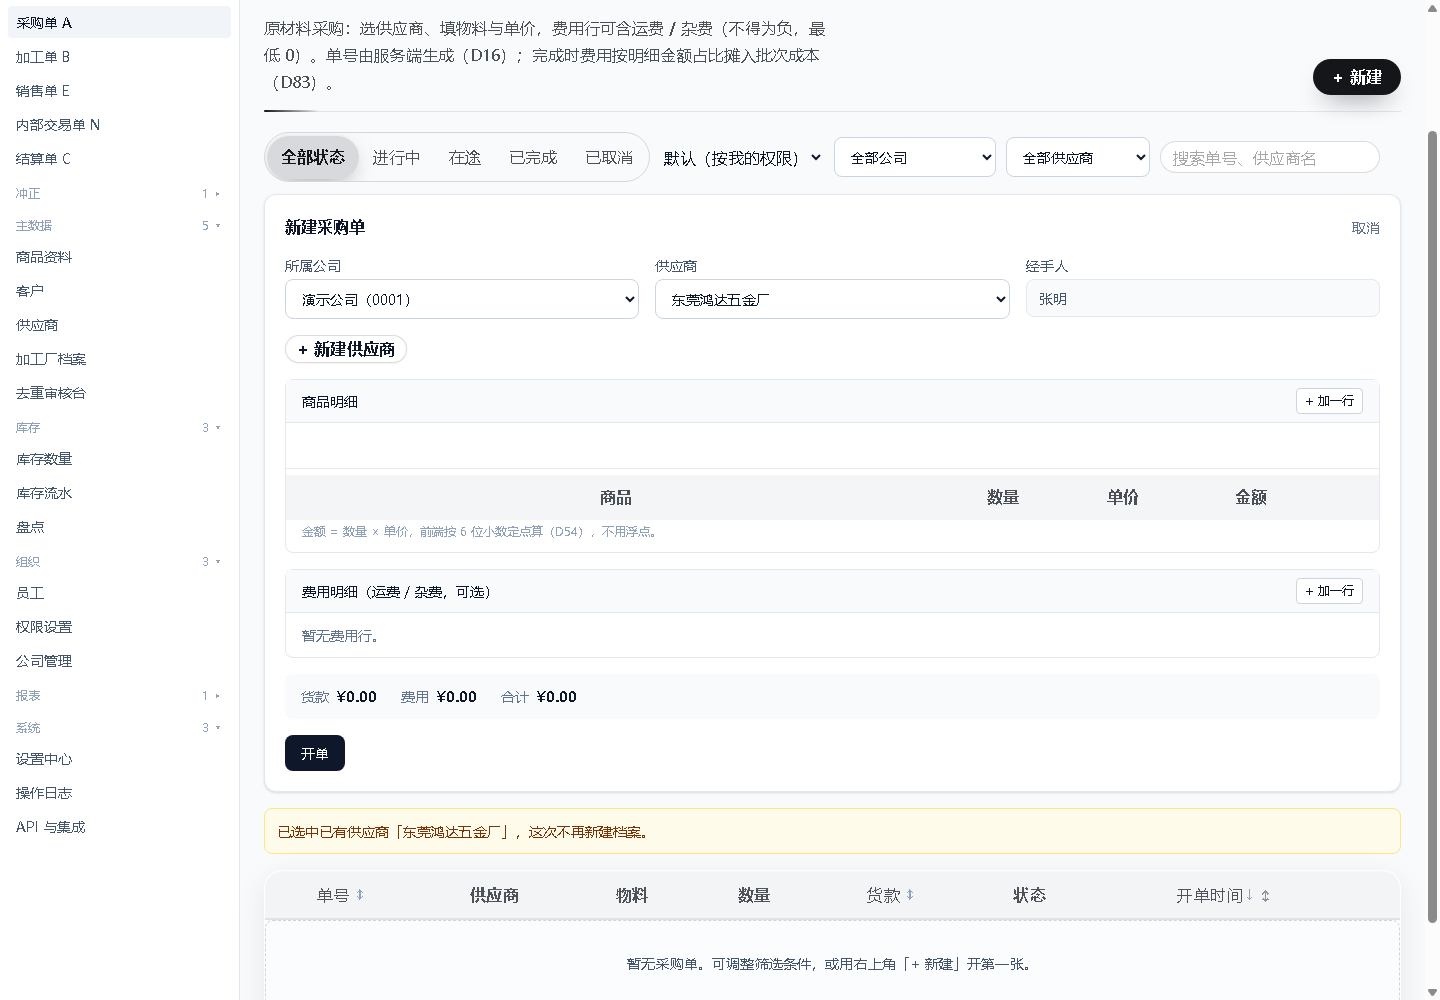 采购单 A
加工单 B
销售单 E
内部交易单 N
结算单 C
冲正 1 ▸
主数据 5 ▾
商品资料
客户
供应商
加工厂档案
去重审核台
库存 3 ▾
库存数量
库存流水
盘点
组织 3 ▾
员工
权限设置
公司管理
报表 1 ▸
系统 3 ▾
设置中心
操作日志
API 与集成
原材料采购：选供应商、填物料与单价，费用行可含运费 / 杂费（不得为负，最
低 0）。单号由服务端生成（D16）；完成时费用按明细金额占比摊入批次成本
（D83）。
+ 新建
全部状态 进行中 在途 已完成 已取消 默认（按我的权限） 全部公司 全部供应商 搜索单号、供应商名
新建采购单 取消
所属公司 供应商 经手人
演示公司（0001） 东莞鸿达五金厂 张明
+ 新建供应商
商品明细 + 加一行
商品 数量 单价 金额
金额 = 数量 × 单价，前端按 6 位小数定点算（D54），不用浮点。
费用明细（运费 / 杂费，可选） + 加一行
暂无费用行。
货款 ¥0.00 费用 ¥0.00 合计 ¥0.00
开单
已选中已有供应商「东莞鸿达五金厂」，这次不再新建档案。
单号 ↕ 供应商 物料 数量 货款 ↕ 状态 开单时间↓ ↕
暂无采购单。可调整筛选条件，或用右上角「+ 新建」开第一张。